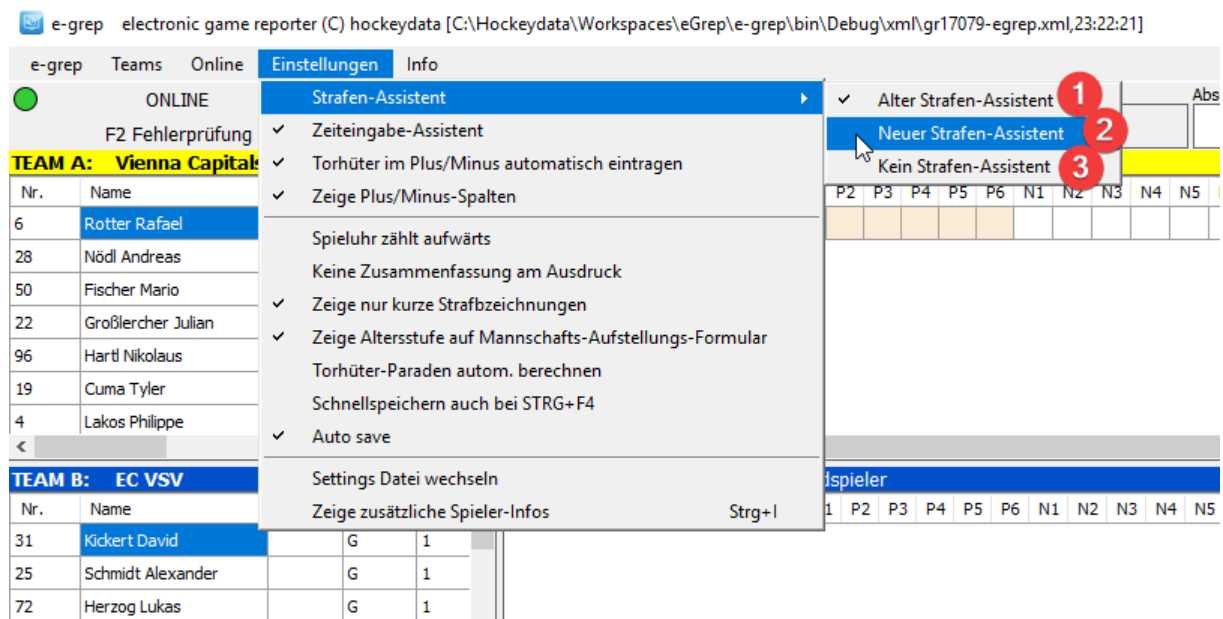 e-grep electronic game reporter (C) hockeydata [C:\Hockeydata\Workspaces\eGrep\e-grep\bin\Debug\xml\gr17079-egrep.xml,23:22:21]
e-grep Teams Online Einstellungen Info
ONLINE
F2 Fehlerprüfung
Strafen-Assistent
Zeiteingabe-Assistent
Torhüter im Plus/Minus automatisch eintragen
Zeige Plus/Minus-Spalten
Spieluhr zählt aufwärts
Keine Zusammenfassung am Ausdruck
Zeige nur kurze Strafbzeichnungen
Zeige Altersstufe auf Mannschafts-Aufstellungs-Formular
Torhüter-Paraden autom. berechnen
Schnellspeichern auch bei STRG+F4
Auto save
Settings Datei wechseln
Zeige zusätzliche Spieler-Infos Strg+I
Alter Strafen-Assistent 1
Neuer Strafen-Assistent 2
Kein Strafen-Assistent 3
Abs
TEAM A: Vienna Capitals
Nr. Name P2 P3 P4 P5 P6 N1 N2 N3 N4 N5
6 Rotter Rafael
28 Nödl Andreas
50 Fischer Mario
22 Großlercher Julian
96 Hartl Nikolaus
19 Cuma Tyler
4 Lakos Philippe
TEAM B: EC VSV dspieler
Nr. Name 1 P2 P3 P4 P5 P6 N1 N2 N3 N4 N5
31 Kickert David G 1
25 Schmidt Alexander G 1
72 Herzog Lukas G 1